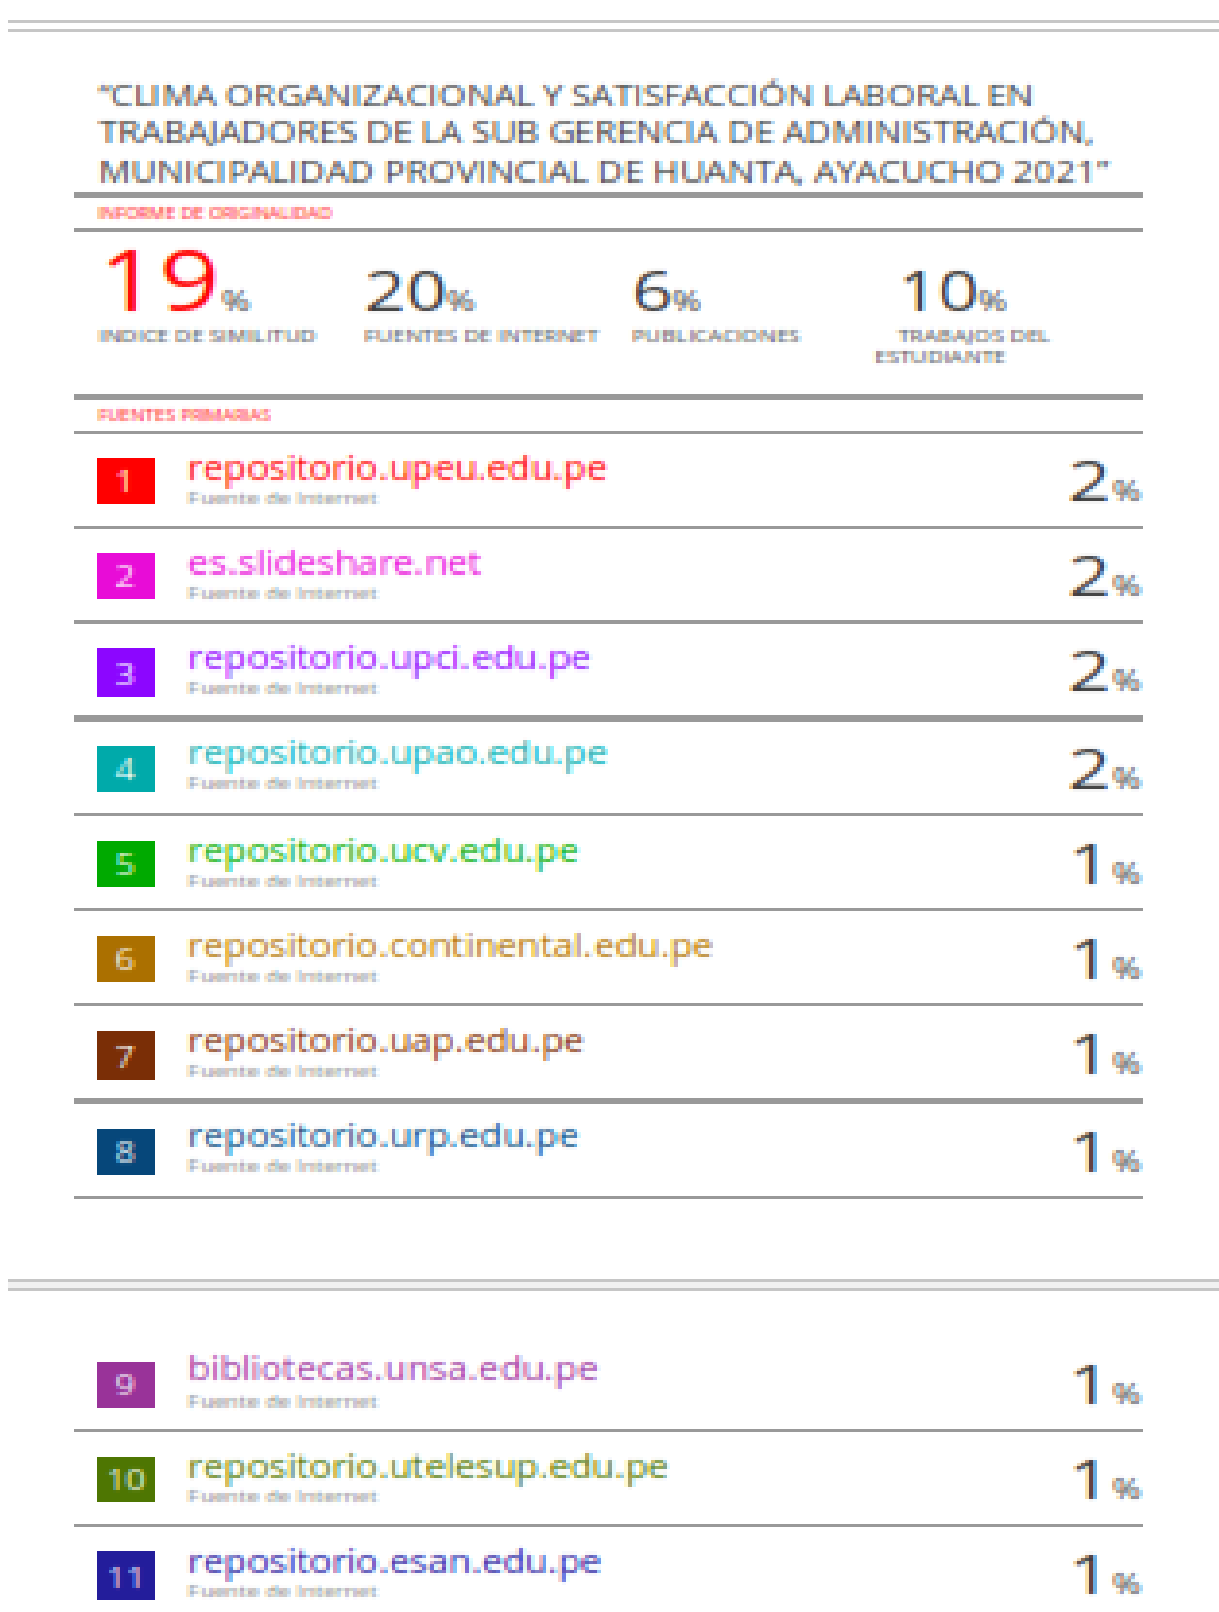 “CLIMA ORGANIZACIONAL Y SATISFACCIÓN LABORAL EN
TRABAJADORES DE LA SUB GERENCIA DE ADMINISTRACIÓN,
MUNICIPALIDAD PROVINCIAL DE HUANTA, AYACUCHO 2021”
INFORME DE ORIGINALIDAD
19% 20% 6% 10%
INDICE DE SIMILITUD FUENTES DE INTERNET PUBLICACIONES TRABAJOS DEL
ESTUDIANTE
FUENTES PRIMARIAS
1 repositorio.upeu.edu.pe 2%
Fuente de Internet
2 es.slideshare.net 2%
Fuente de Internet
3 repositorio.upci.edu.pe 2%
Fuente de Internet
4 repositorio.upao.edu.pe 2%
Fuente de Internet
5 repositorio.ucv.edu.pe 1%
Fuente de Internet
6 repositorio.continental.edu.pe 1%
Fuente de Internet
7 repositorio.uap.edu.pe 1%
Fuente de Internet
8 repositorio.urp.edu.pe 1%
Fuente de Internet
9 bibliotecas.unsa.edu.pe 1%
Fuente de Internet
10 repositorio.utelesup.edu.pe 1%
Fuente de Internet
11 repositorio.esan.edu.pe 1%
Fuente de Internet